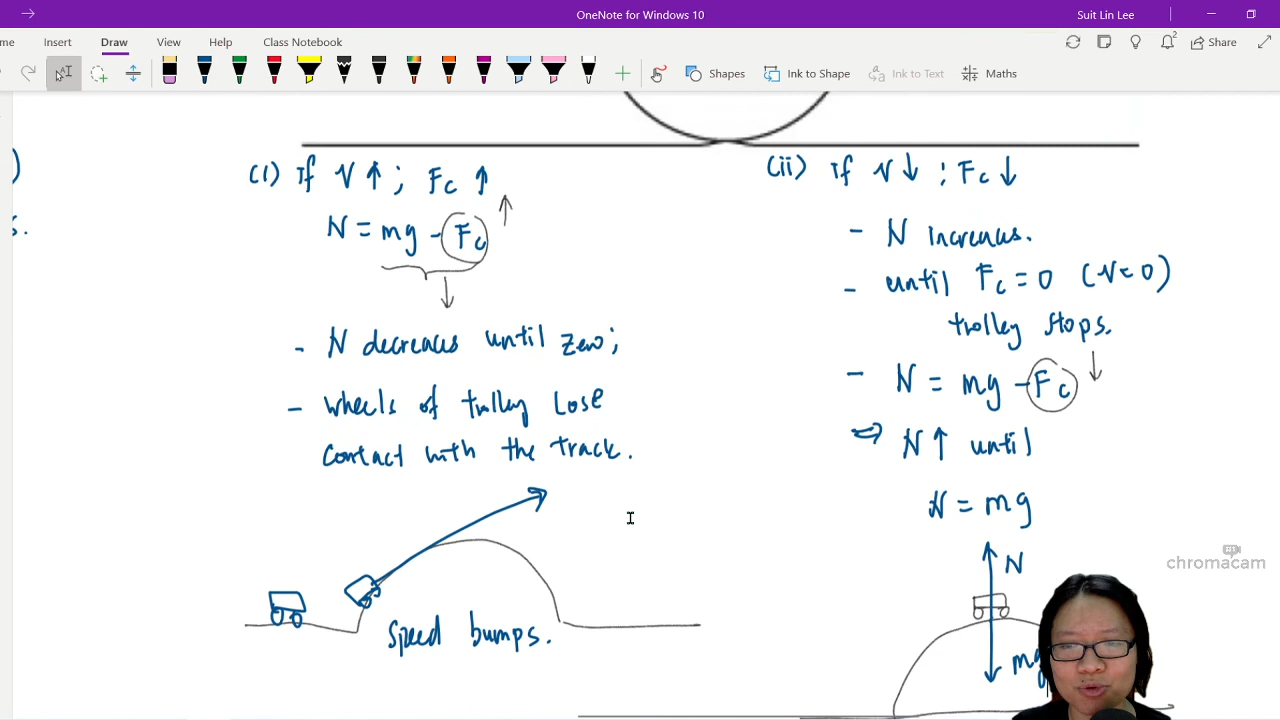 OneNote for Windows 10
Suit Lin Lee
me Insert Draw View Help Class Notebook
Share
Shapes Ink to Shape Ink to Text Maths
s.
(i) If V ↑ ; Fc ↑
N = mg - Fc
- N decreases until zero;
- Wheels of trolley lose
contact with the track.
speed bumps.
(ii) If V ↓ : Fc ↓
- N increases.
- until Fc = 0 (V = 0)
trolley stops.
- N = mg - Fc
⇒ N ↑ until
N = mg
N
mg
chromacam